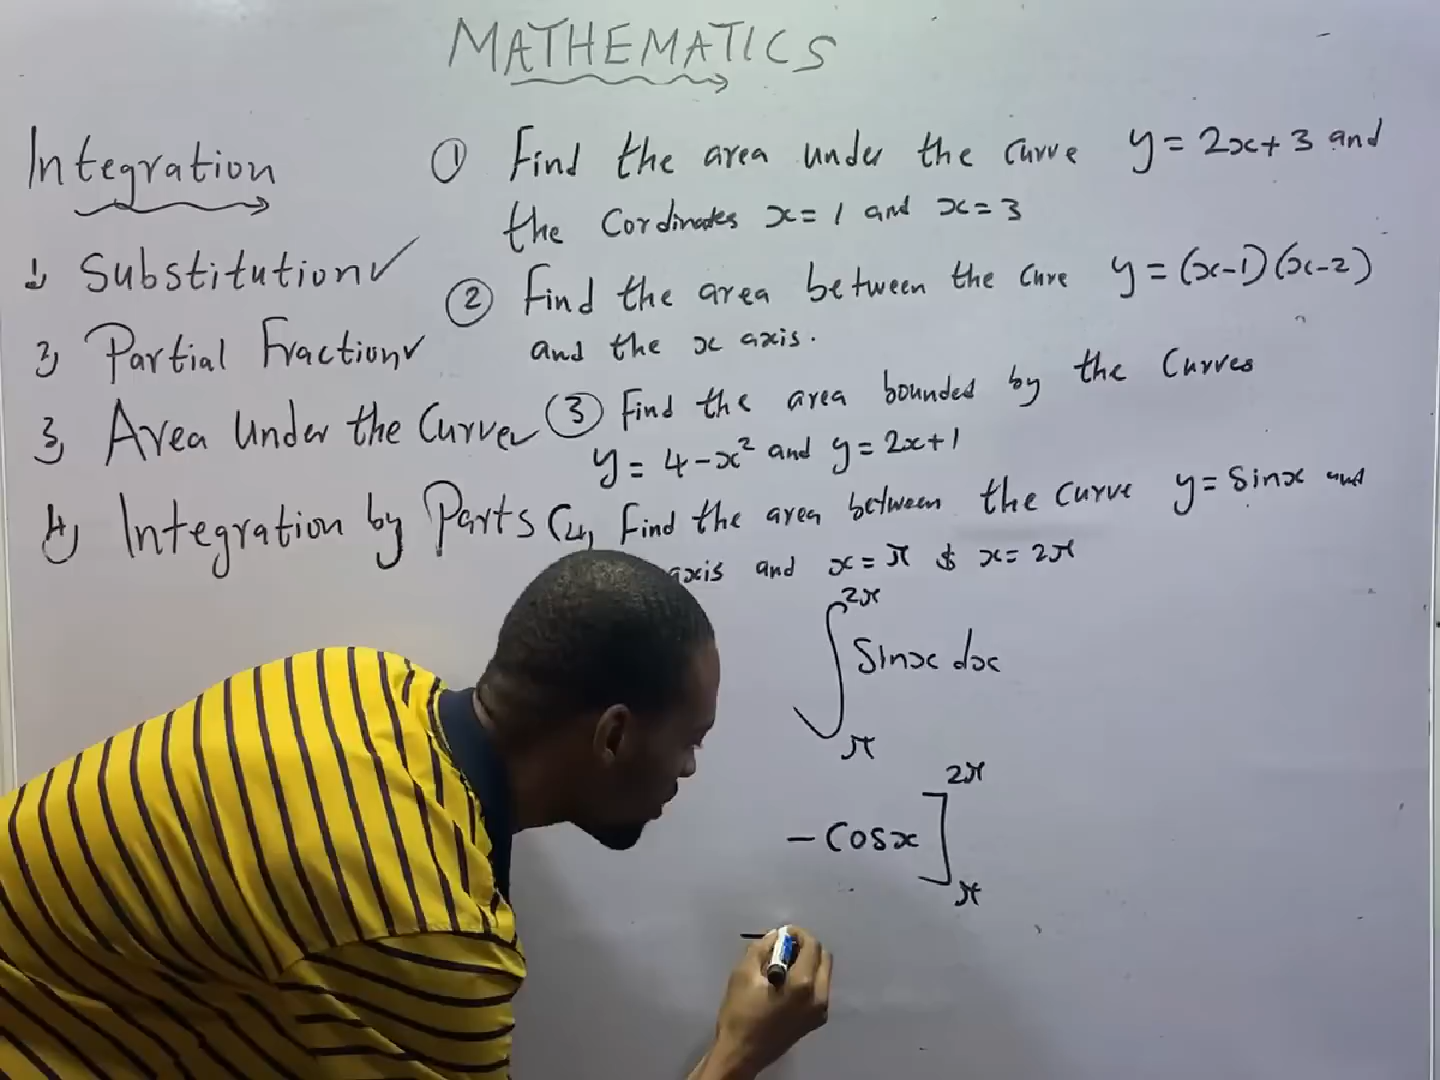 MATHEMATICS
Integration
1, Substitution✓
2, Partial Fraction✓
3, Area Under the Curve
4, Integration by Parts
① Find the area under the Curve y = 2x + 3 and
the Cordinates x = 1 and x = 3
② Find the area between the Cure y = (x-1)(x-2)
and the x axis.
③ Find the area bounded by the Curves
y = 4 - x² and y = 2x + 1
(4, Find the area between the Curve y = Sinx and
axis and x = π $ x = 2π
∫ 2π π Sinx dx
- Cosx ] 2π π
-